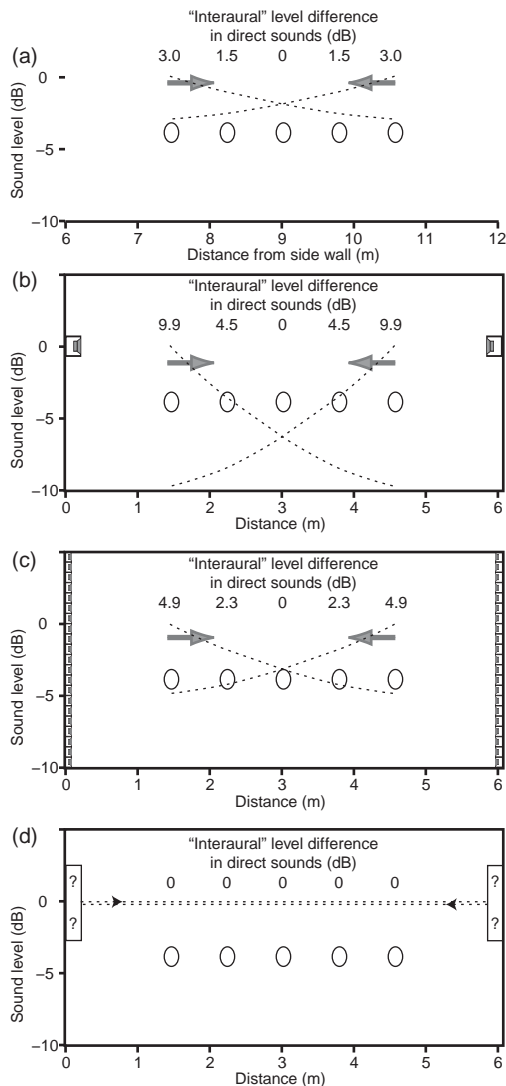 “Interaural” level difference
in direct sounds (dB)
(a)
3.0 1.5 0 1.5 3.0
Sound level (dB)
0
–5
–10
6 7 8 9 10 11 12
Distance from side wall (m)
(b)
“Interaural” level difference
in direct sounds (dB)
9.9 4.5 0 4.5 9.9
Sound level (dB)
0
–5
–10
0 1 2 3 4 5 6
Distance (m)
(c)
“Interaural” level difference
in direct sounds (dB)
4.9 2.3 0 2.3 4.9
Sound level (dB)
0
–5
–10
0 1 2 3 4 5 6
Distance (m)
(d)
“Interaural” level difference
in direct sounds (dB)
? 0 0 0 0 0 ?
Sound level (dB)
0
? ?
–5
–10
0 1 2 3 4 5 6
Distance (m)